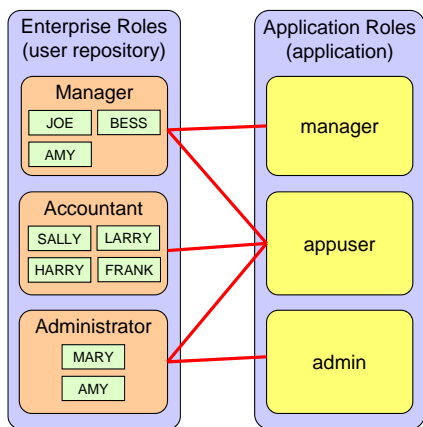 Enterprise Roles
(user repository)
Manager
JOE
BESS
AMY
Accountant
SALLY
LARRY
HARRY
FRANK
Administrator
MARY
AMY
Application Roles
(application)
manager
appuser
admin